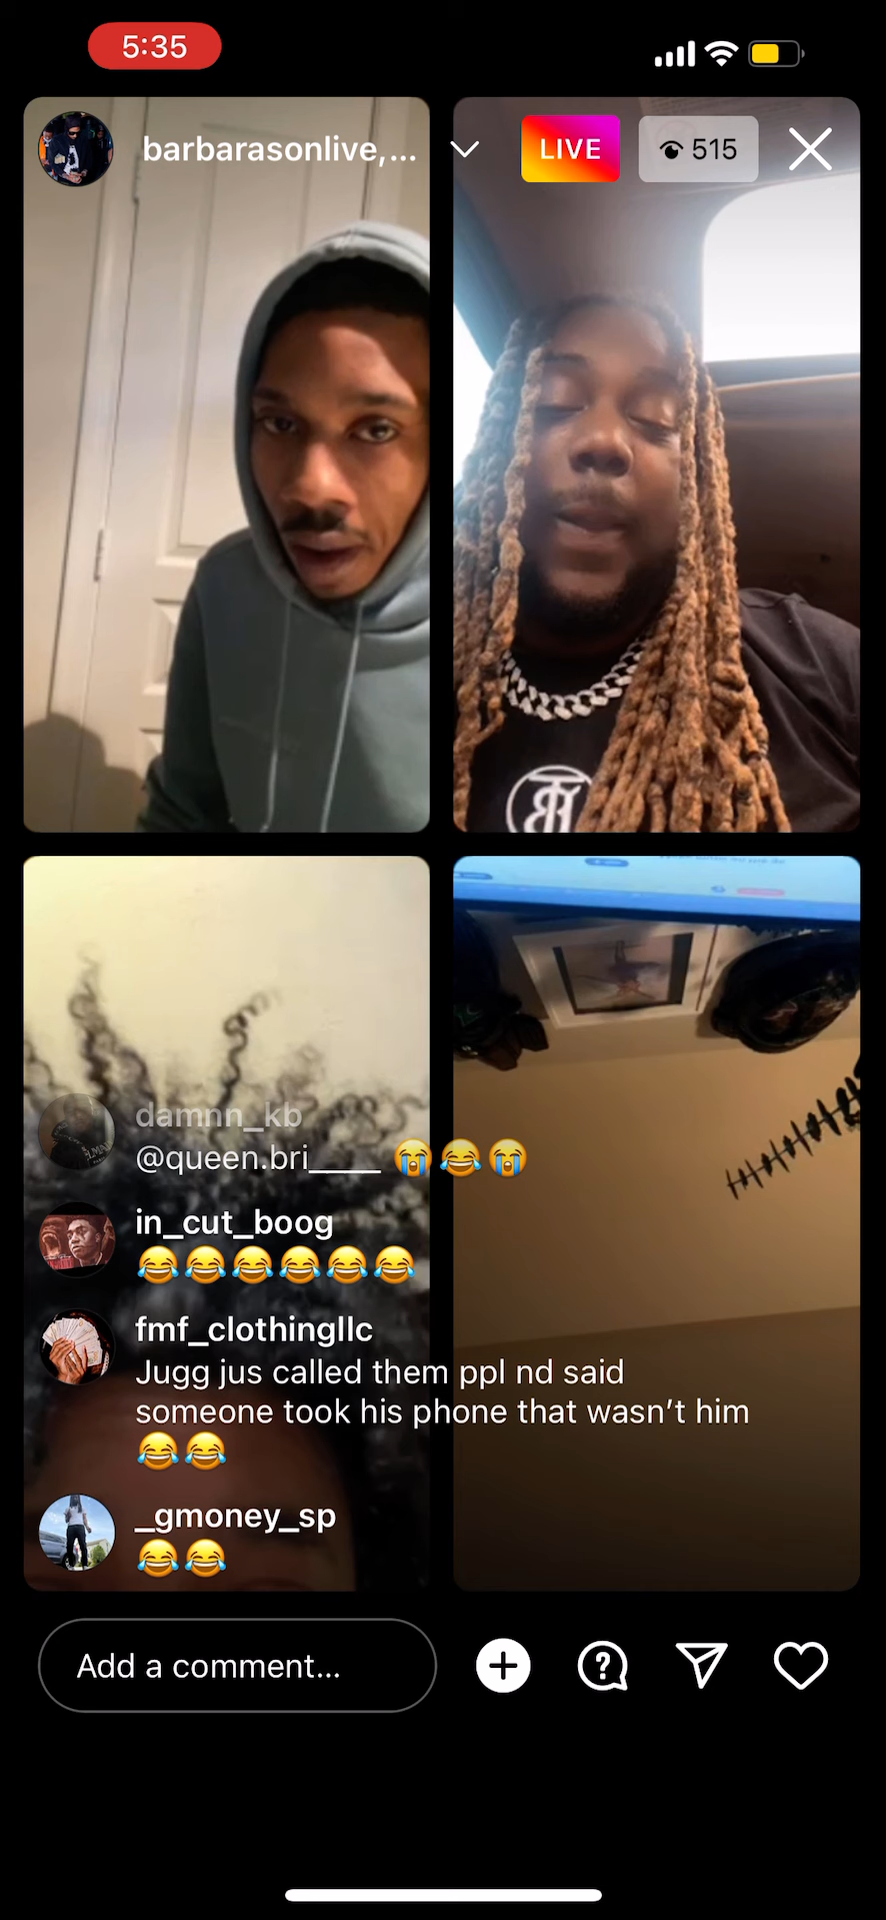 5:35
barbarasonlive,...
LIVE
515
damnn_kb
@queen.bri_____ 😭😂😭
in_cut_boog
😂😂😂😂😂😂
fmf_clothingllc
Jugg jus called them ppl nd said
someone took his phone that wasn’t him
😂😂
_gmoney_sp
😂😂
Add a comment...